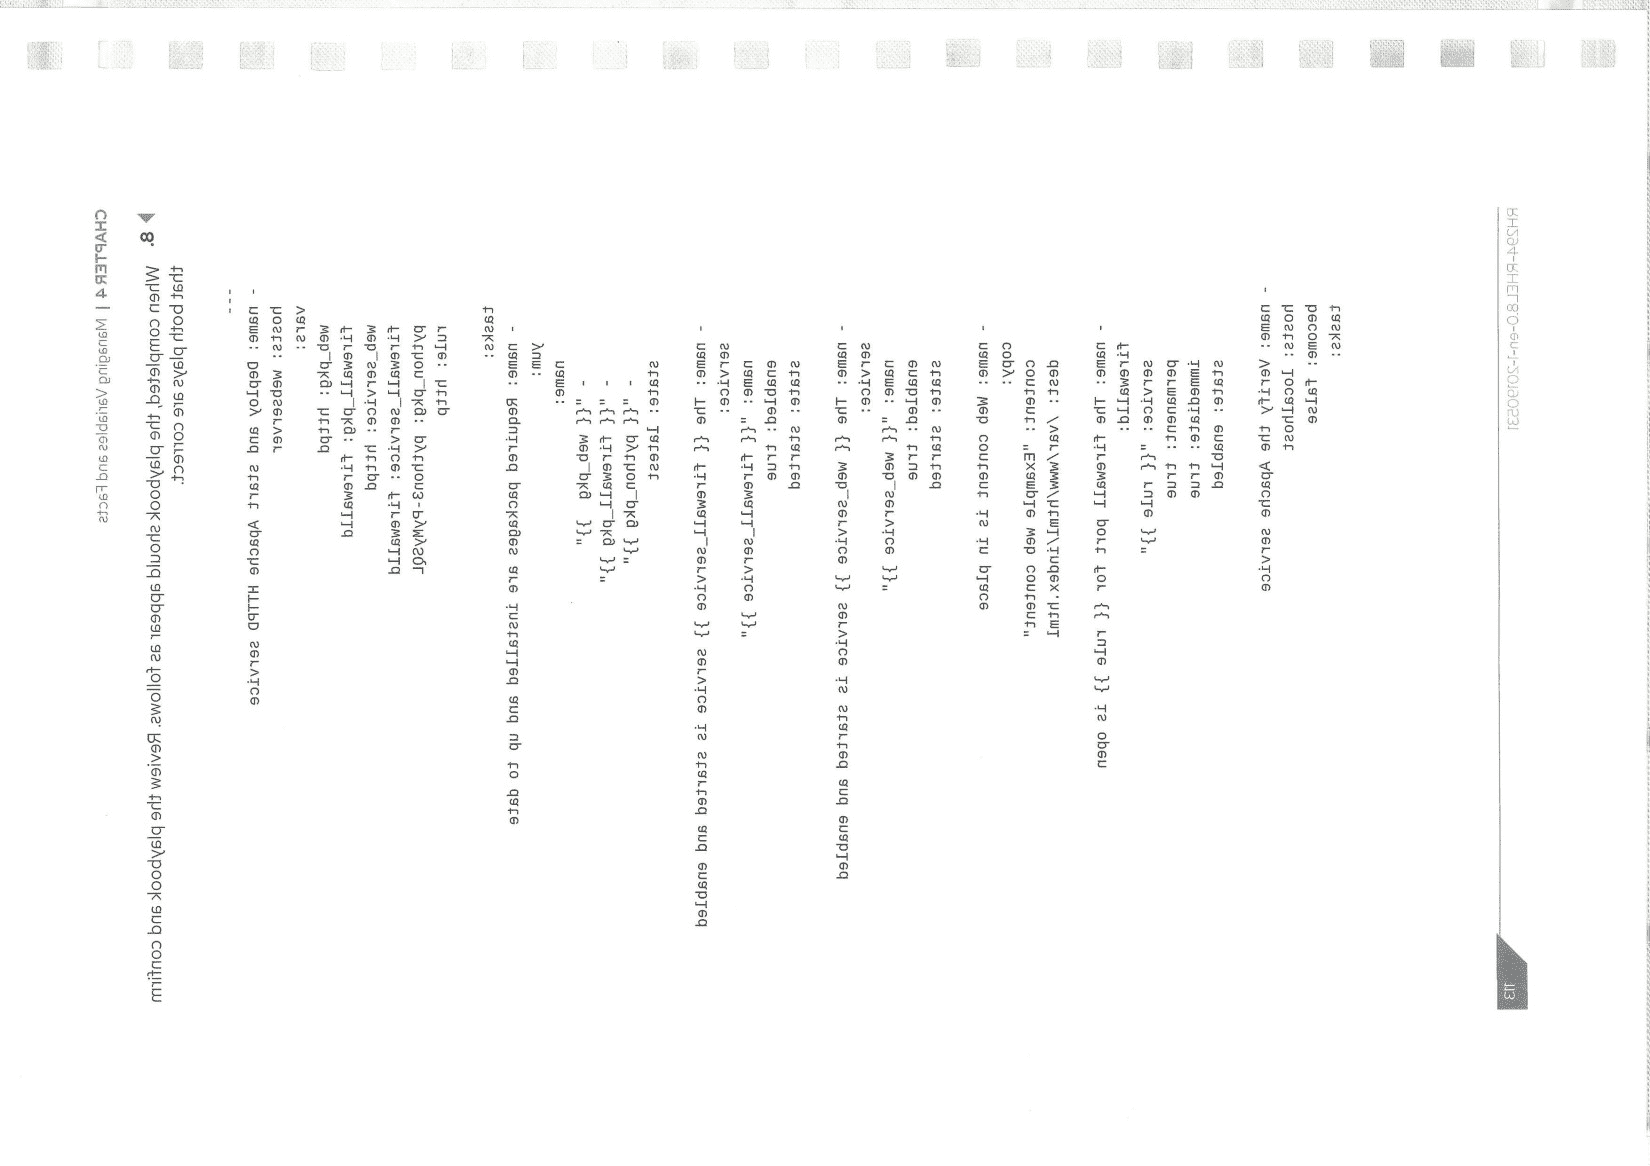 CHAPTER 4 | Managing Variables and Facts
8. When completed, the playbook should appear as follows. Review the playbook and confirm
that both plays are correct.
---
- name: Deploy and start Apache HTTPD service
hosts: webserver
vars:
web_pkg: httpd
firewall_pkg: firewalld
web_service: httpd
firewall_service: firewalld
python_pkg: python3-PyMySQL
rule: http
tasks:
- name: Required packages are installed and up to date
yum:
name:
- "{{ web_pkg  }}"
- "{{ firewall_pkg }}"
- "{{ python_pkg }}"
state: latest
- name: The {{ firewall_service }} service is started and enabled
service:
name: "{{ firewall_service }}"
enabled: true
state: started
- name: The {{ web_service }} service is started and enabled
service:
name: "{{ web_service }}"
enabled: true
state: started
- name: Web content is in place
copy:
content: "Example web content"
dest: /var/www/html/index.html
- name: The firewall port for {{ rule }} is open
firewalld:
service: "{{ rule }}"
permanent: true
immediate: true
state: enabled
- name: Verify the Apache service
hosts: localhost
become: false
tasks:
RH294-RHEL8.0-en-1-20190531
113